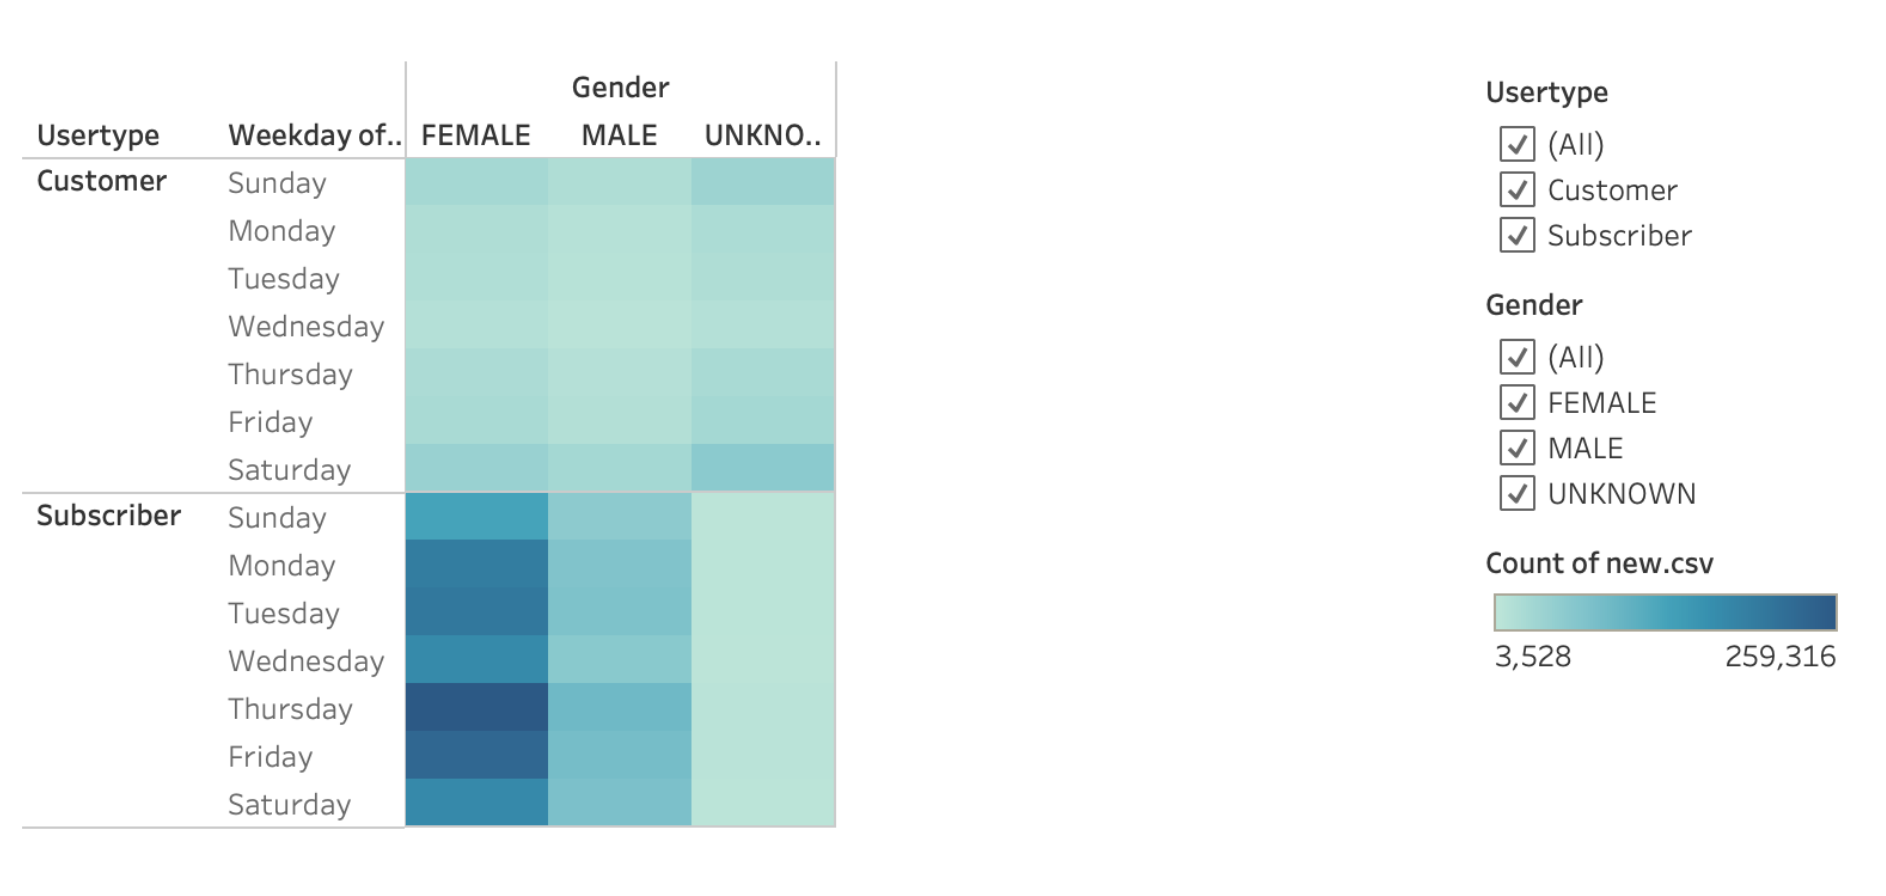 Gender
Usertype Weekday of.. FEMALE MALE UNKNO..
Customer Sunday
Monday
Tuesday
Wednesday
Thursday
Friday
Saturday
Subscriber Sunday
Monday
Tuesday
Wednesday
Thursday
Friday
Saturday
Usertype
(All)
Customer
Subscriber
Gender
(All)
FEMALE
MALE
UNKNOWN
Count of new.csv
3,528 259,316